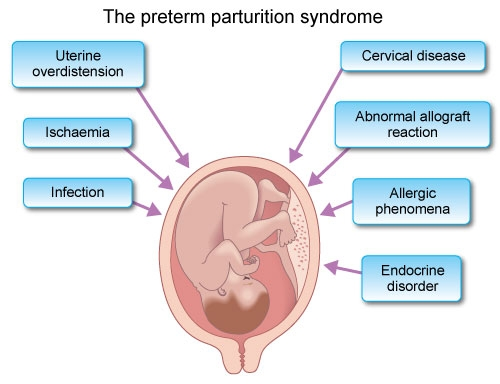 The preterm parturition syndrome
Uterine
overdistension
Ischaemia
Infection
Cervical disease
Abnormal allograft
reaction
Allergic
phenomena
Endocrine
disorder